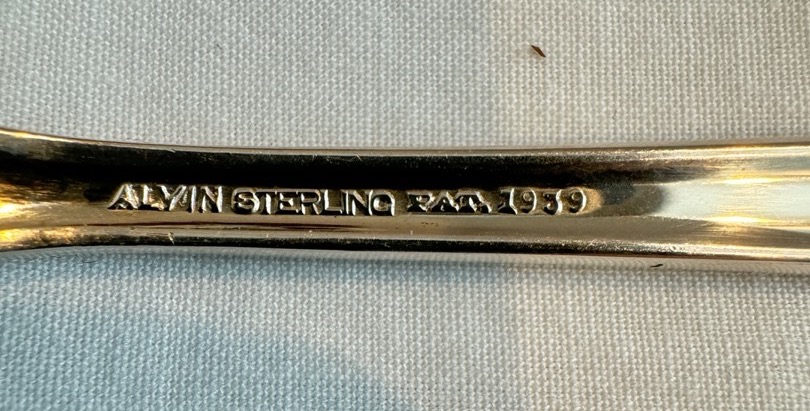 ALVIN STERLING PAT. 1939